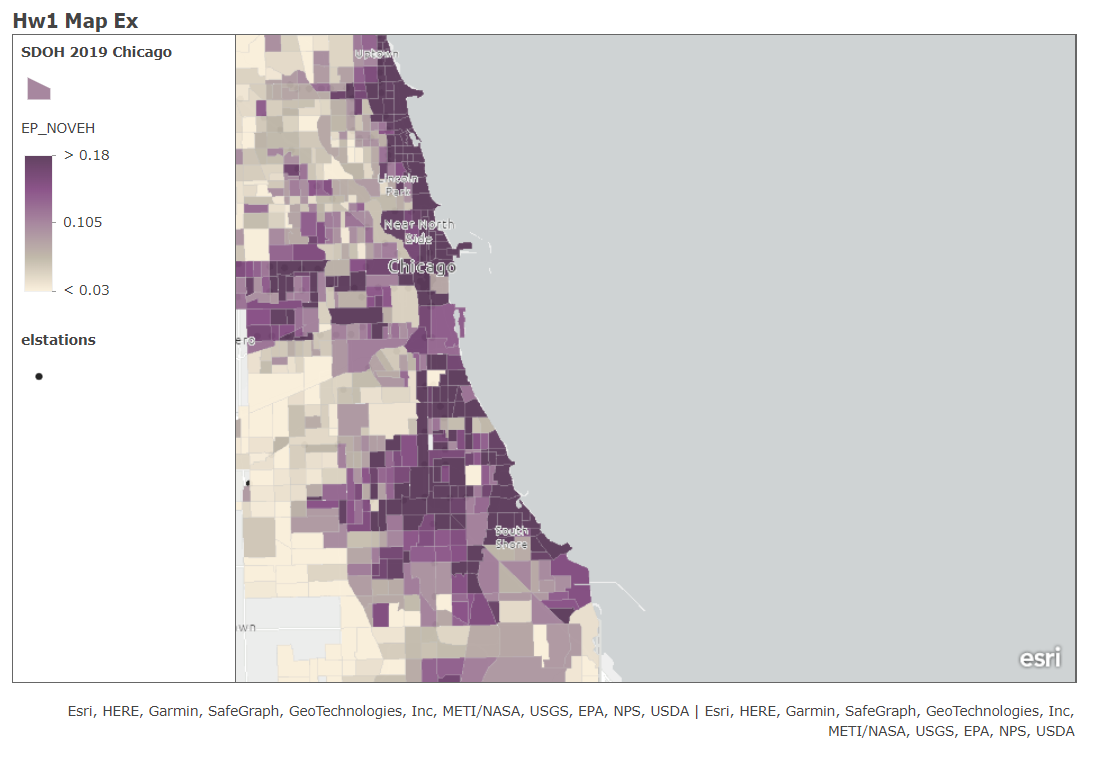 Hw1 Map Ex
SDOH 2019 Chicago
EP_NOVEH
> 0.18
0.105
< 0.03
elstations
Uptown
Lincoln
Park
Near North
Side
Chicago
ero
South
Shore
wn
esri
Esri, HERE, Garmin, SafeGraph, GeoTechnologies, Inc, METI/NASA, USGS, EPA, NPS, USDA | Esri, HERE, Garmin, SafeGraph, GeoTechnologies, Inc,
METI/NASA, USGS, EPA, NPS, USDA